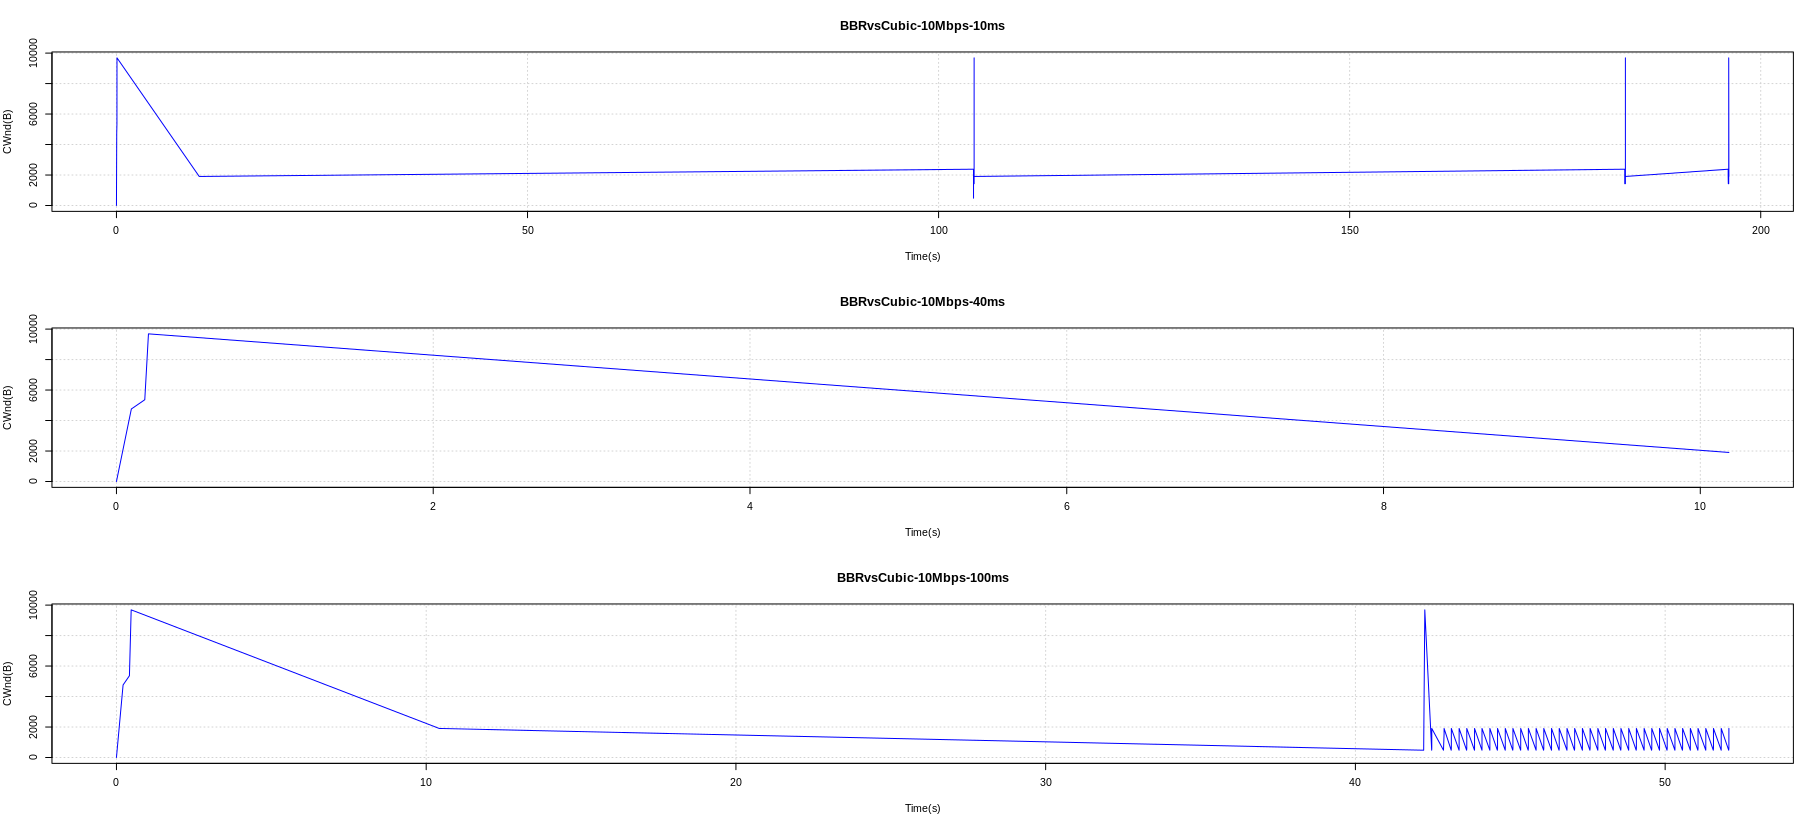 BBRvsCubic-10Mbps-10ms
CWnd(B)
10000
6000
2000
0
0 50 100 150 200
Time(s)
BBRvsCubic-10Mbps-40ms
CWnd(B)
10000
6000
2000
0
0 2 4 6 8 10
Time(s)
BBRvsCubic-10Mbps-100ms
CWnd(B)
10000
6000
2000
0
0 10 20 30 40 50
Time(s)